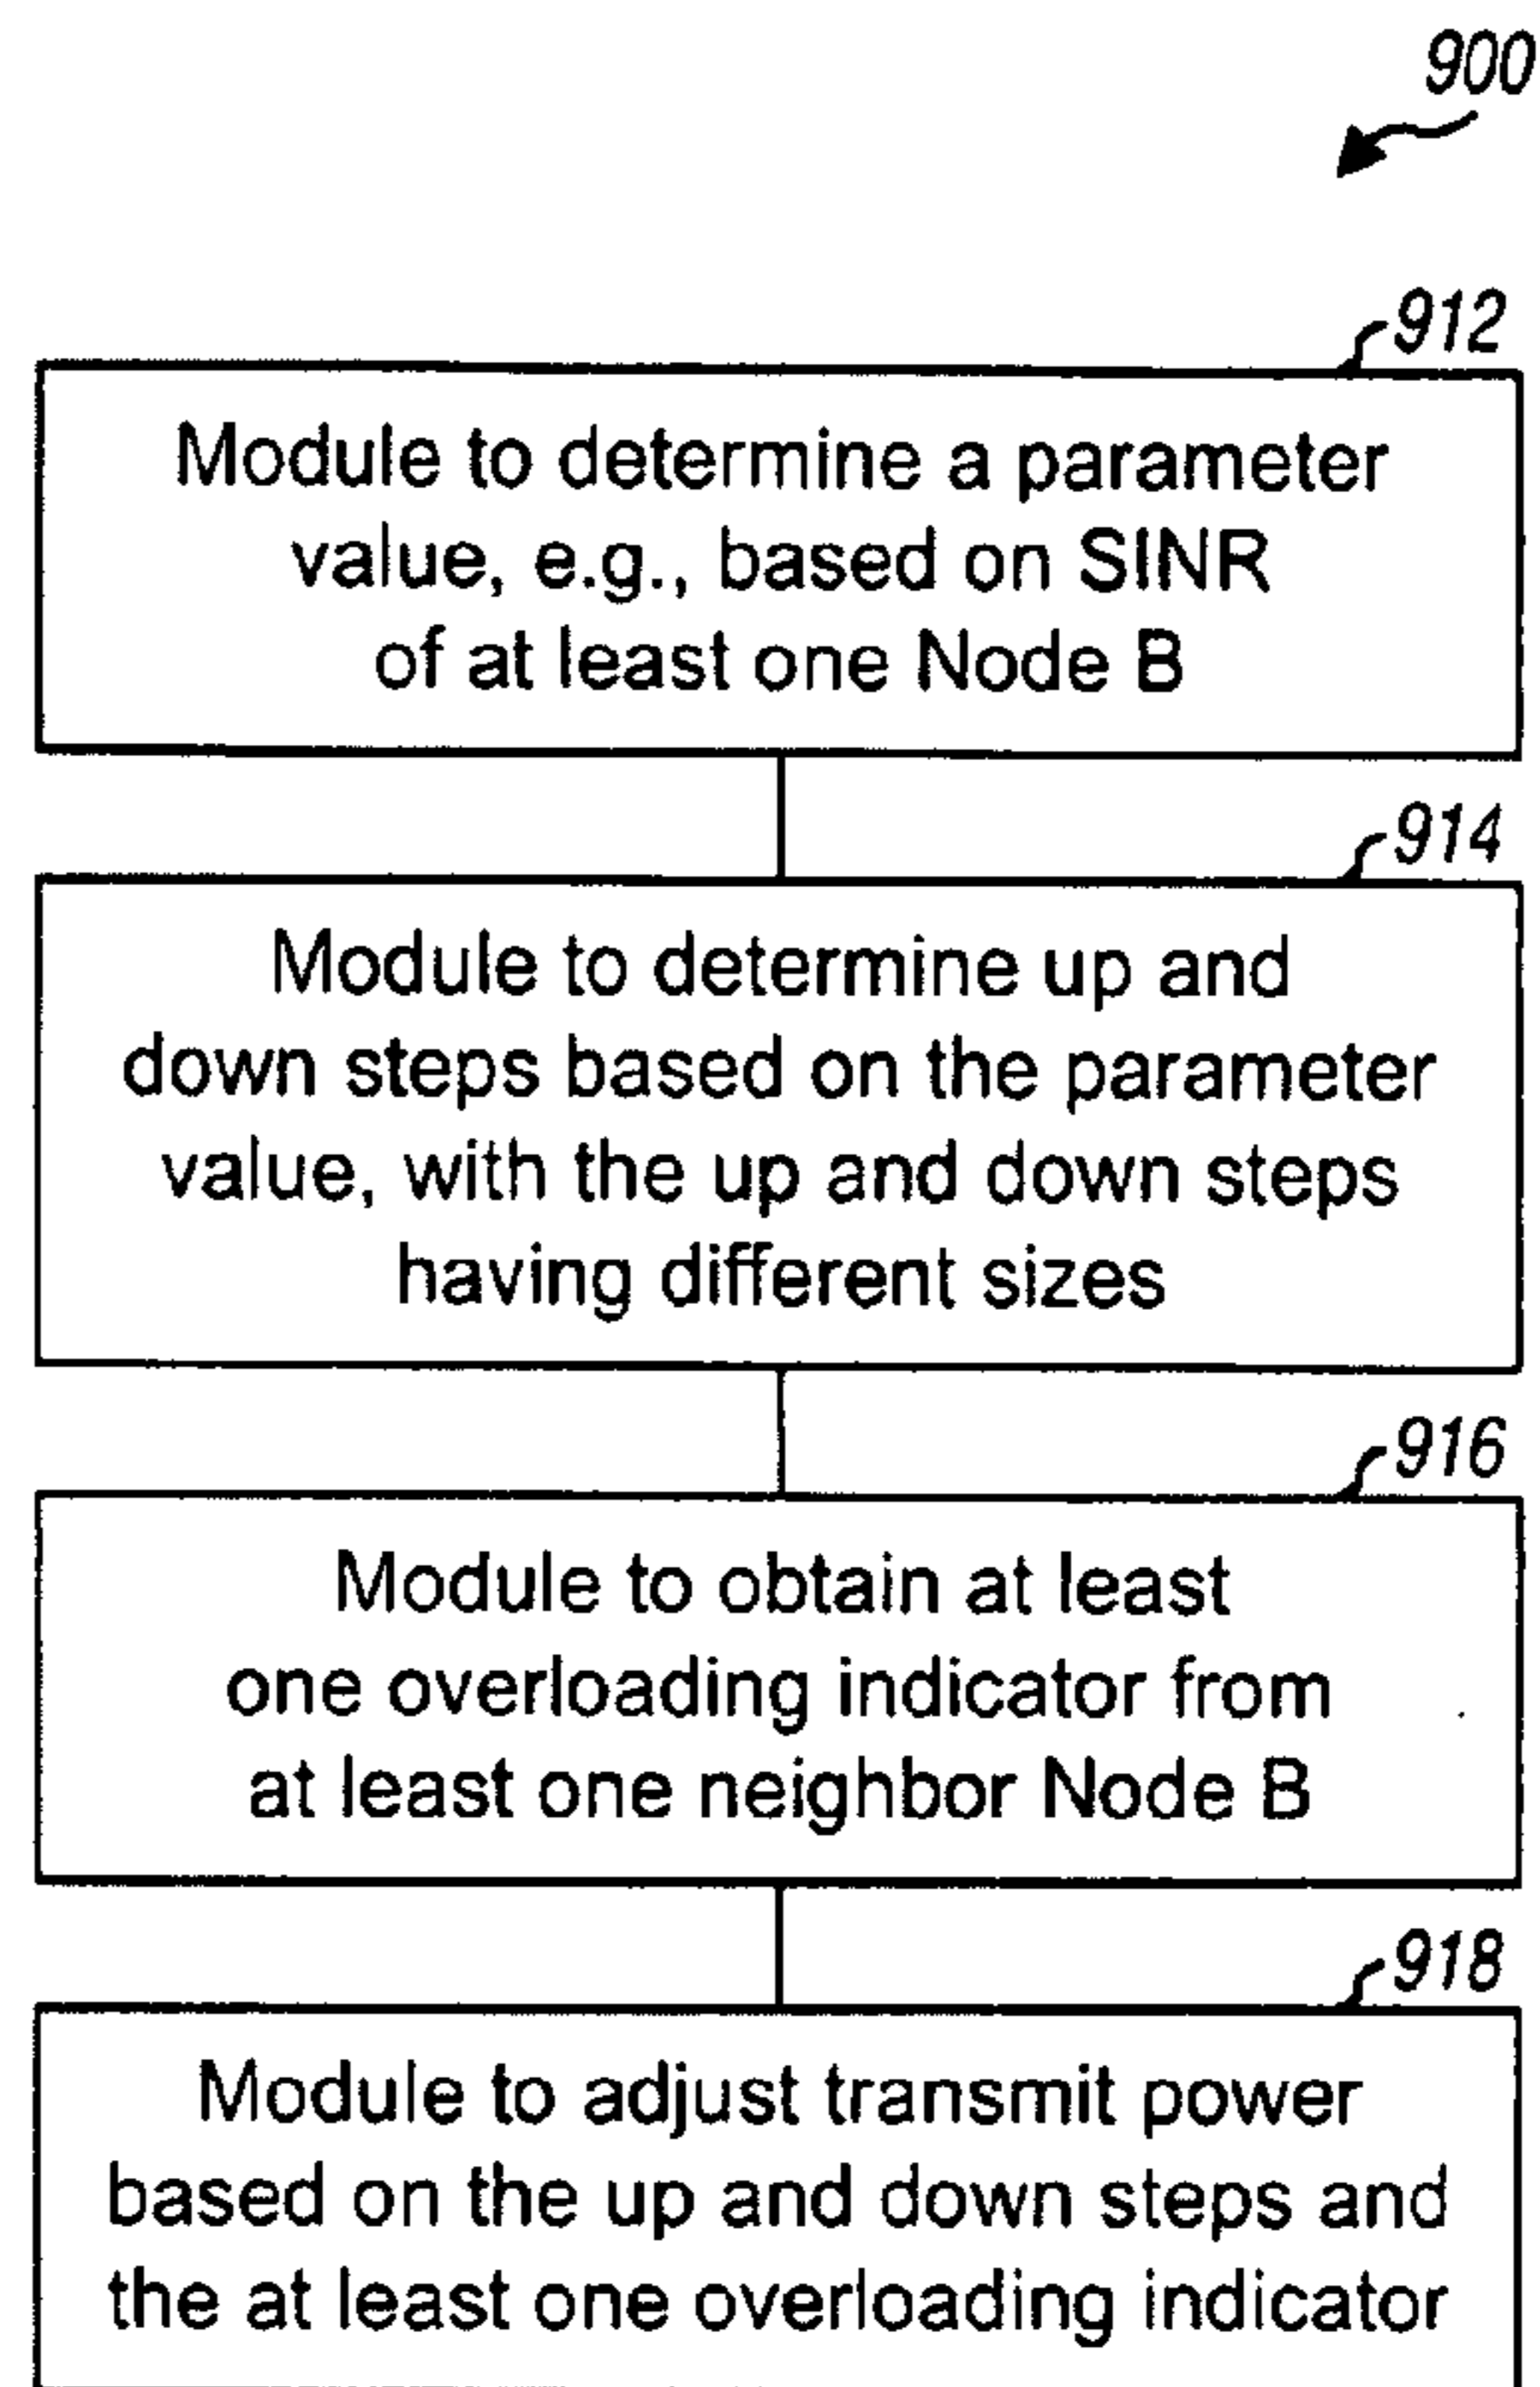 900
912
Module to determine a parameter
value, e.g., based on SINR
of at least one Node B
914
Module to determine up and
down steps based on the parameter
value, with the up and down steps
having different sizes
916
Module to obtain at least
one overloading indicator from
at least one neighbor Node B
918
Module to adjust transmit power
based on the up and down steps and
the at least one overloading indicator